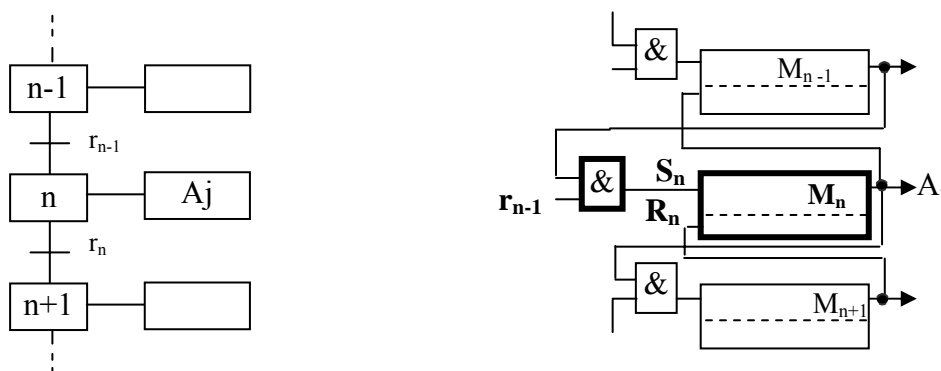 n-1
r_{n-1}
n
Aj
r_n
n+1
&
M_{n-1}
&
S_n
r_{n-1}
R_n
M_n
A
&
M_{n+1}